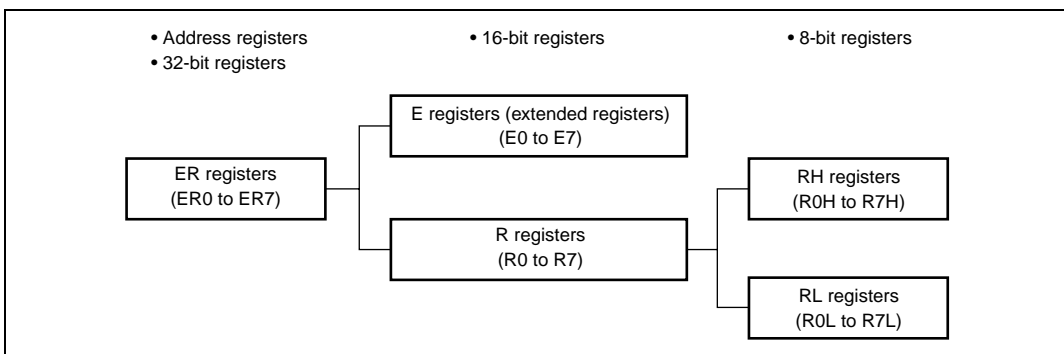 • Address registers
• 32-bit registers
• 16-bit registers
• 8-bit registers
E registers (extended registers)
(E0 to E7)
ER registers
(ER0 to ER7)
RH registers
(R0H to R7H)
R registers
(R0 to R7)
RL registers
(R0L to R7L)